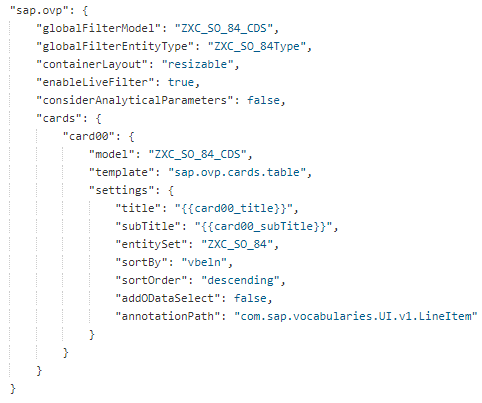 "sap.ovp": {
"globalFilterModel": "ZXC_SO_84_CDS",
"globalFilterEntityType": "ZXC_SO_84Type",
"containerLayout": "resizable",
"enableLiveFilter": true,
"considerAnalyticalParameters": false,
"cards": {
"card00": {
"model": "ZXC_SO_84_CDS",
"template": "sap.ovp.cards.table",
"settings": {
"title": "{{card00_title}}",
"subTitle": "{{card00_subTitle}}",
"entitySet": "ZXC_SO_84",
"sortBy": "vbeln",
"sortOrder": "descending",
"addODataSelect": false,
"annotationPath": "com.sap.vocabularies.UI.v1.LineItem"
}
}
}
}